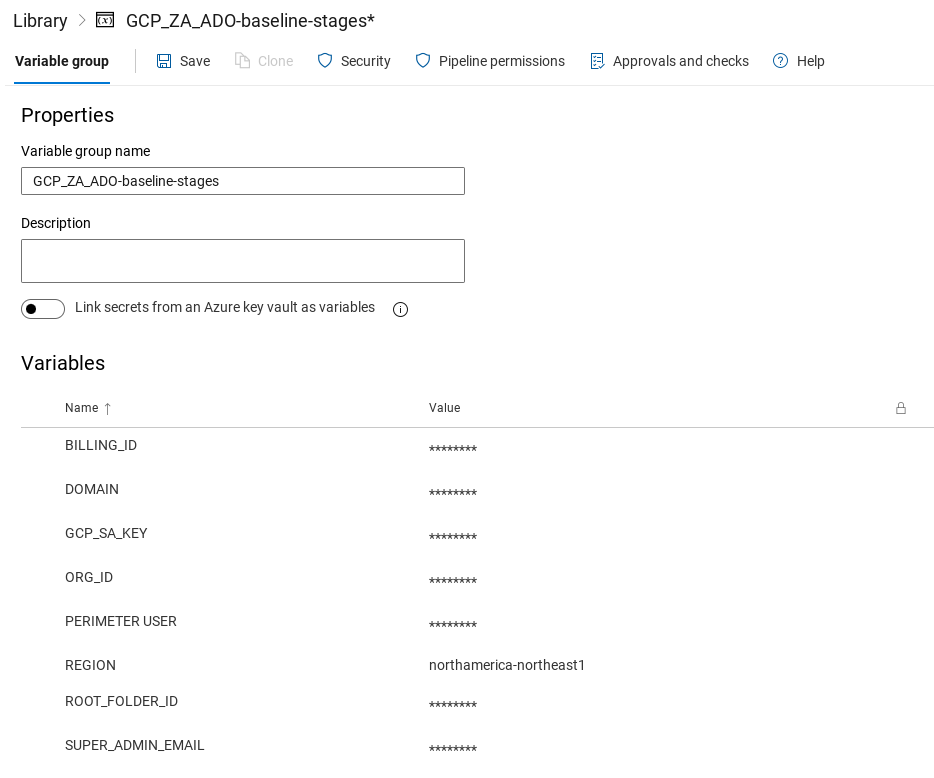 Library > GCP_ZA_ADO-baseline-stages*
Variable group Save Clone Security Pipeline permissions Approvals and checks Help
Properties
Variable group name
GCP_ZA_ADO-baseline-stages
Description
Link secrets from an Azure key vault as variables
Variables
Name ↑ Value
BILLING_ID ********
DOMAIN ********
GCP_SA_KEY ********
ORG_ID ********
PERIMETER USER ********
REGION northamerica-northeast1
ROOT_FOLDER_ID ********
SUPER_ADMIN_EMAIL ********